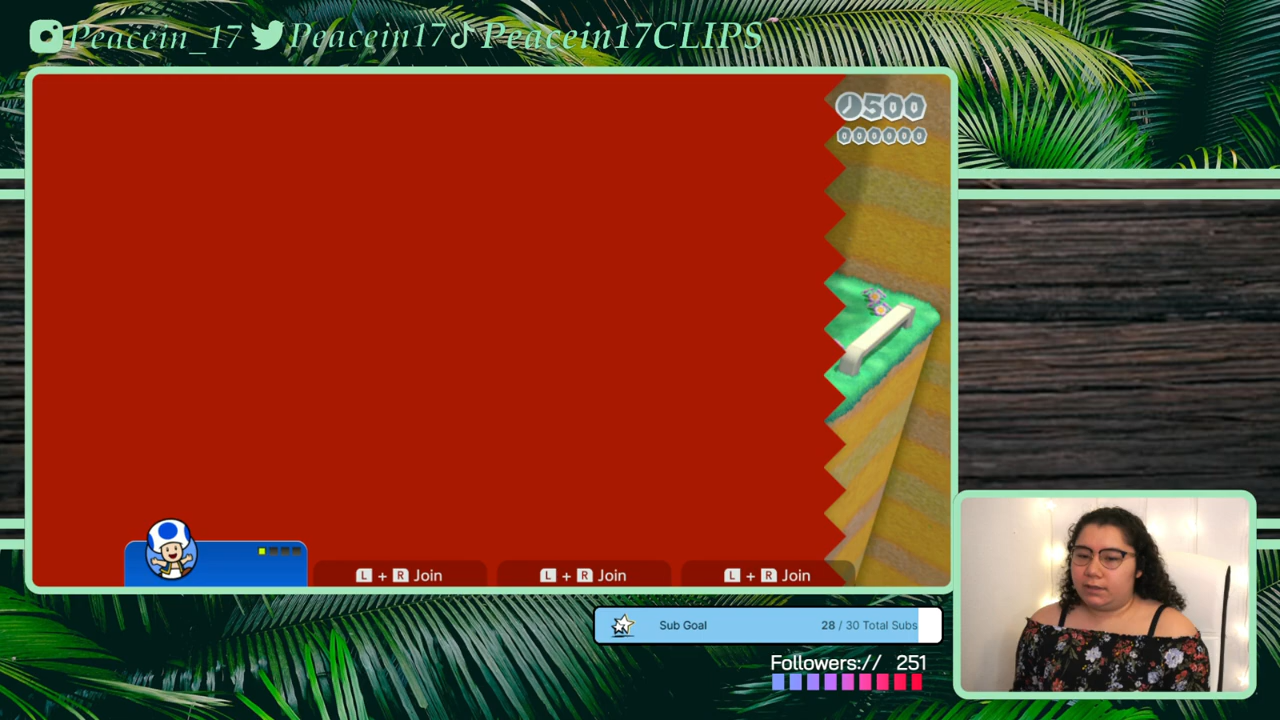 Peacein_17 Peacein17 Peacein17CLIPS
500
000000
L + R Join L + R Join L + R Join
Sub Goal 28 / 30 Total Subs
Followers:// 251